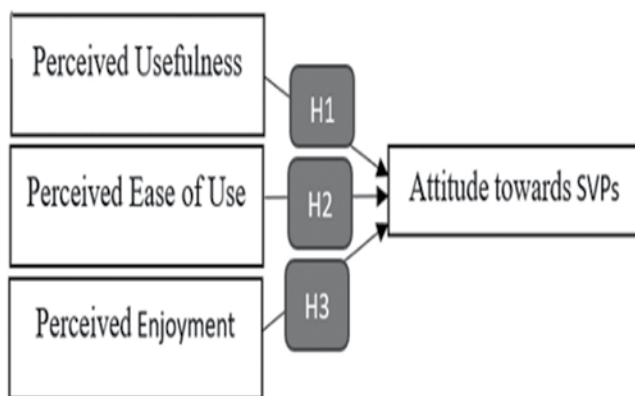 Perceived Usefulness
H1
Perceived Ease of Use
H2
Attitude towards SVPs
Perceived Enjoyment
H3